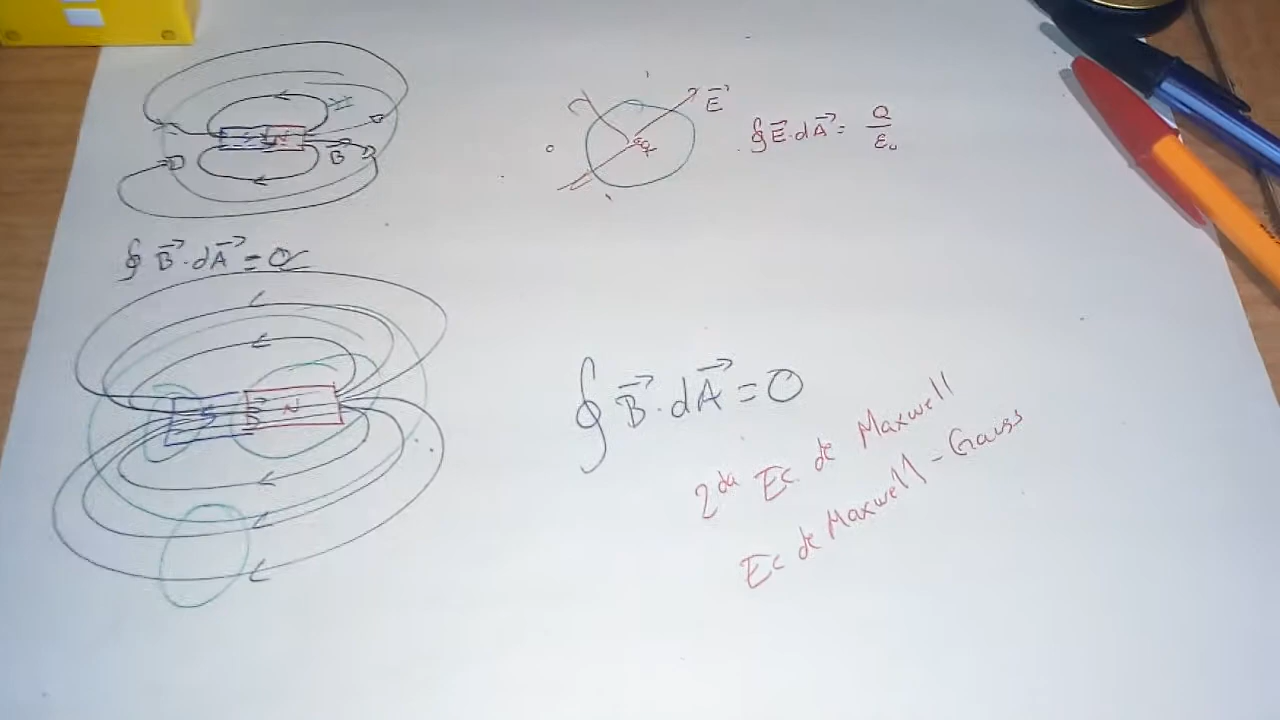 S N
B⃗
E⃗
Q
∮ E⃗ · dA⃗ = Q/ε₀
∮ B⃗ · dA⃗ = 0
S B⃗ N
∮ B⃗ · dA⃗ = 0
2da Ec de Maxwell
Ec de Maxwell - Gauss